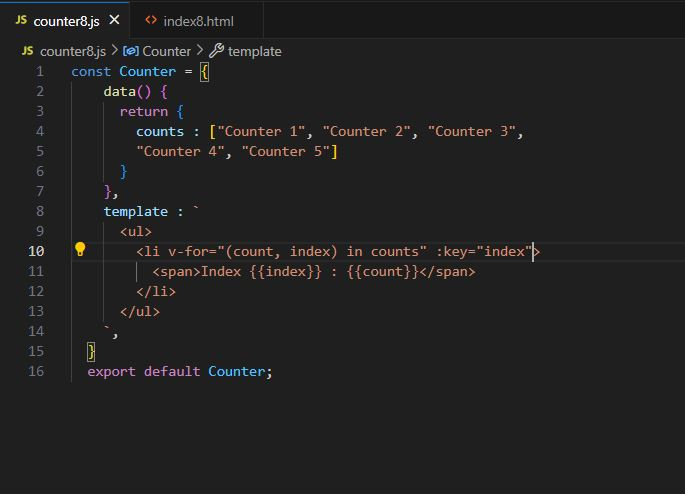 JS counter8.js ✕ <> index8.html
JS counter8.js > Counter > template
1 const Counter = {
2 data() {
3 return {
4 counts : ["Counter 1", "Counter 2", "Counter 3",
5 "Counter 4", "Counter 5"]
6 }
7 },
8 template : `
9 <ul>
10 <li v-for="(count, index) in counts" :key="index">
11 <span>Index {{index}} : {{count}}</span>
12 </li>
13 </ul>
14 `,
15 }
16 export default Counter;